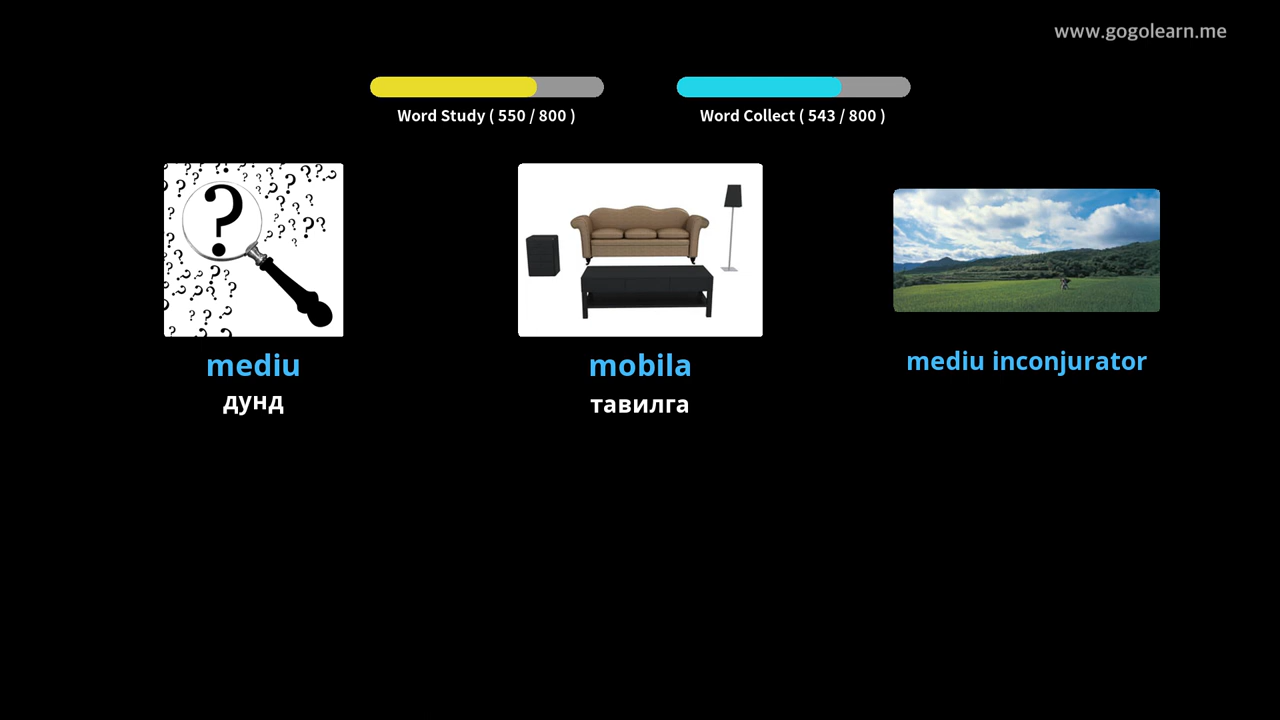 www.gogolearn.me
Word Study ( 550 / 800 )
Word Collect ( 543 / 800 )
mediu
дунд
mobila
тавилга
mediu inconjurator